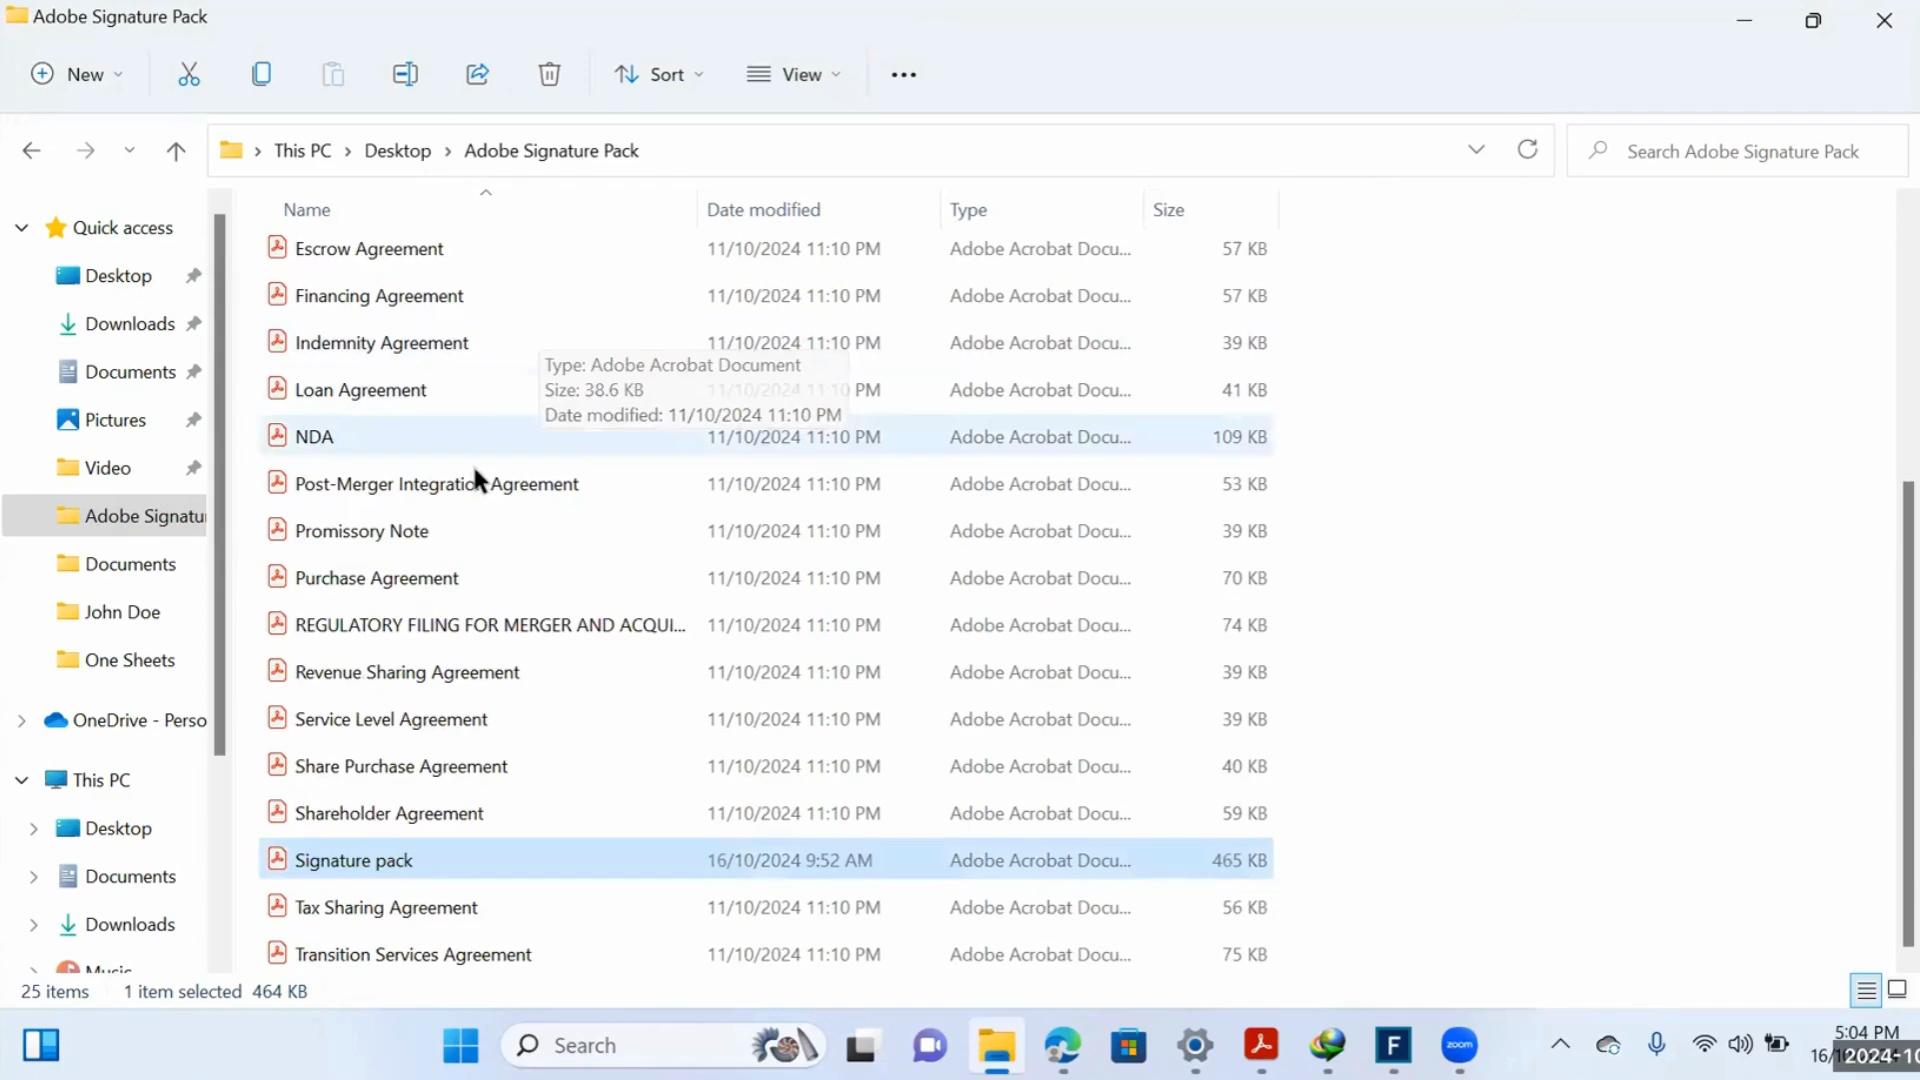 Adobe Signature Pack
New
Sort
View
This PC
Desktop
Adobe Signature Pack
Search Adobe Signature Pack
Name Date modified Type Size
Quick access
Desktop
Downloads
Documents
Pictures
Video
Adobe Signatu
Documents
John Doe
One Sheets
OneDrive - Perso
This PC
Desktop
Documents
Downloads
Music
Escrow Agreement 11/10/2024 11:10 PM Adobe Acrobat Docu... 57 KB
Financing Agreement 11/10/2024 11:10 PM Adobe Acrobat Docu... 57 KB
Indemnity Agreement 11/10/2024 11:10 PM Adobe Acrobat Docu... 39 KB
Type: Adobe Acrobat Document
Size: 38.6 KB
Date modified: 11/10/2024 11:10 PM
Loan Agreement 11/10/2024 11:10 PM Adobe Acrobat Docu... 41 KB
NDA 11/10/2024 11:10 PM Adobe Acrobat Docu... 109 KB
Post-Merger Integration Agreement 11/10/2024 11:10 PM Adobe Acrobat Docu... 53 KB
Promissory Note 11/10/2024 11:10 PM Adobe Acrobat Docu... 39 KB
Purchase Agreement 11/10/2024 11:10 PM Adobe Acrobat Docu... 70 KB
REGULATORY FILING FOR MERGER AND ACQUI... 11/10/2024 11:10 PM Adobe Acrobat Docu... 74 KB
Revenue Sharing Agreement 11/10/2024 11:10 PM Adobe Acrobat Docu... 39 KB
Service Level Agreement 11/10/2024 11:10 PM Adobe Acrobat Docu... 39 KB
Share Purchase Agreement 11/10/2024 11:10 PM Adobe Acrobat Docu... 40 KB
Shareholder Agreement 11/10/2024 11:10 PM Adobe Acrobat Docu... 59 KB
Signature pack 16/10/2024 9:52 AM Adobe Acrobat Docu... 465 KB
Tax Sharing Agreement 11/10/2024 11:10 PM Adobe Acrobat Docu... 56 KB
Transition Services Agreement 11/10/2024 11:10 PM Adobe Acrobat Docu... 75 KB
25 items 1 item selected 464 KB
Search
F
zoom
5:04 PM
16/
2024-10